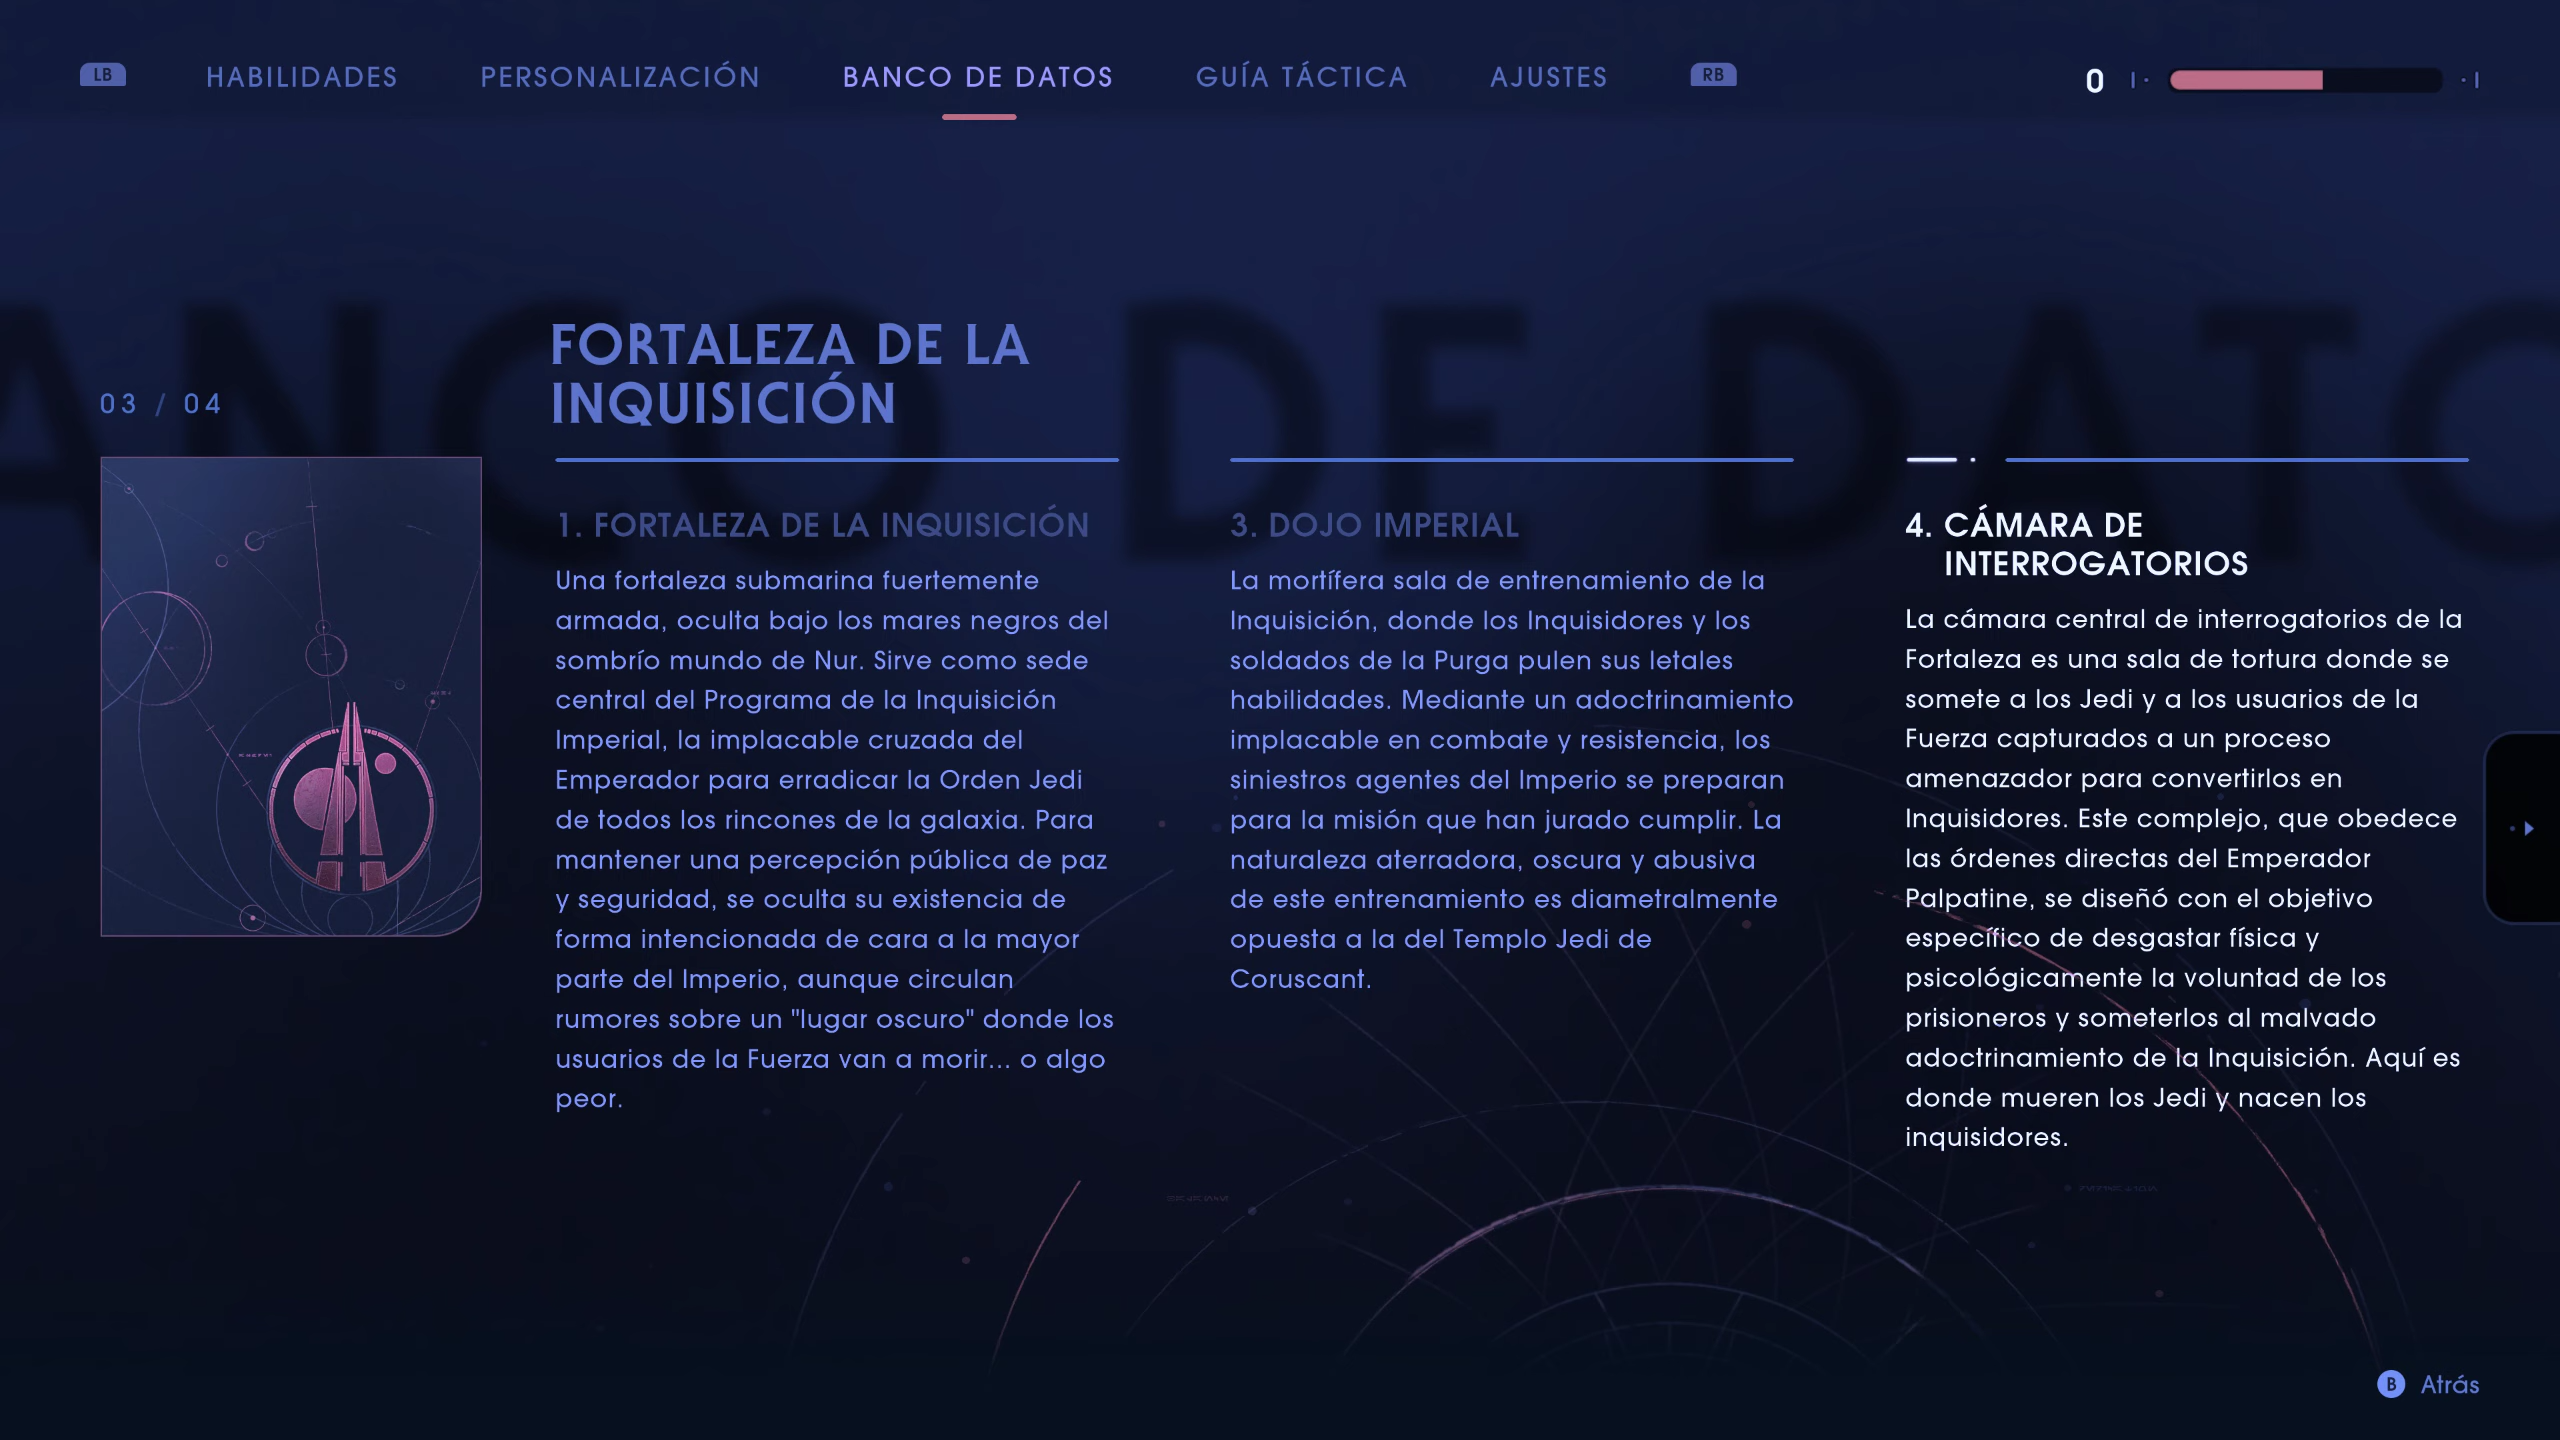 LB
HABILIDADES
PERSONALIZACIÓN
BANCO DE DATOS
GUÍA TÁCTICA
AJUSTES
RB
0
ANCO DE DATO
03 / 04
FORTALEZA DE LA
INQUISICIÓN
1. FORTALEZA DE LA INQUISICIÓN
Una fortaleza submarina fuertemente
armada, oculta bajo los mares negros del
sombrío mundo de Nur. Sirve como sede
central del Programa de la Inquisición
Imperial, la implacable cruzada del
Emperador para erradicar la Orden Jedi
de todos los rincones de la galaxia. Para
mantener una percepción pública de paz
y seguridad, se oculta su existencia de
forma intencionada de cara a la mayor
parte del Imperio, aunque circulan
rumores sobre un "lugar oscuro" donde los
usuarios de la Fuerza van a morir... o algo
peor.
3. DOJO IMPERIAL
La mortífera sala de entrenamiento de la
Inquisición, donde los Inquisidores y los
soldados de la Purga pulen sus letales
habilidades. Mediante un adoctrinamiento
implacable en combate y resistencia, los
siniestros agentes del Imperio se preparan
para la misión que han jurado cumplir. La
naturaleza aterradora, oscura y abusiva
de este entrenamiento es diametralmente
opuesta a la del Templo Jedi de
Coruscant.
4. CÁMARA DE
INTERROGATORIOS
La cámara central de interrogatorios de la
Fortaleza es una sala de tortura donde se
somete a los Jedi y a los usuarios de la
Fuerza capturados a un proceso
amenazador para convertirlos en
Inquisidores. Este complejo, que obedece
las órdenes directas del Emperador
Palpatine, se diseñó con el objetivo
específico de desgastar física y
psicológicamente la voluntad de los
prisioneros y someterlos al malvado
adoctrinamiento de la Inquisición. Aquí es
donde mueren los Jedi y nacen los
inquisidores.
B Atrás